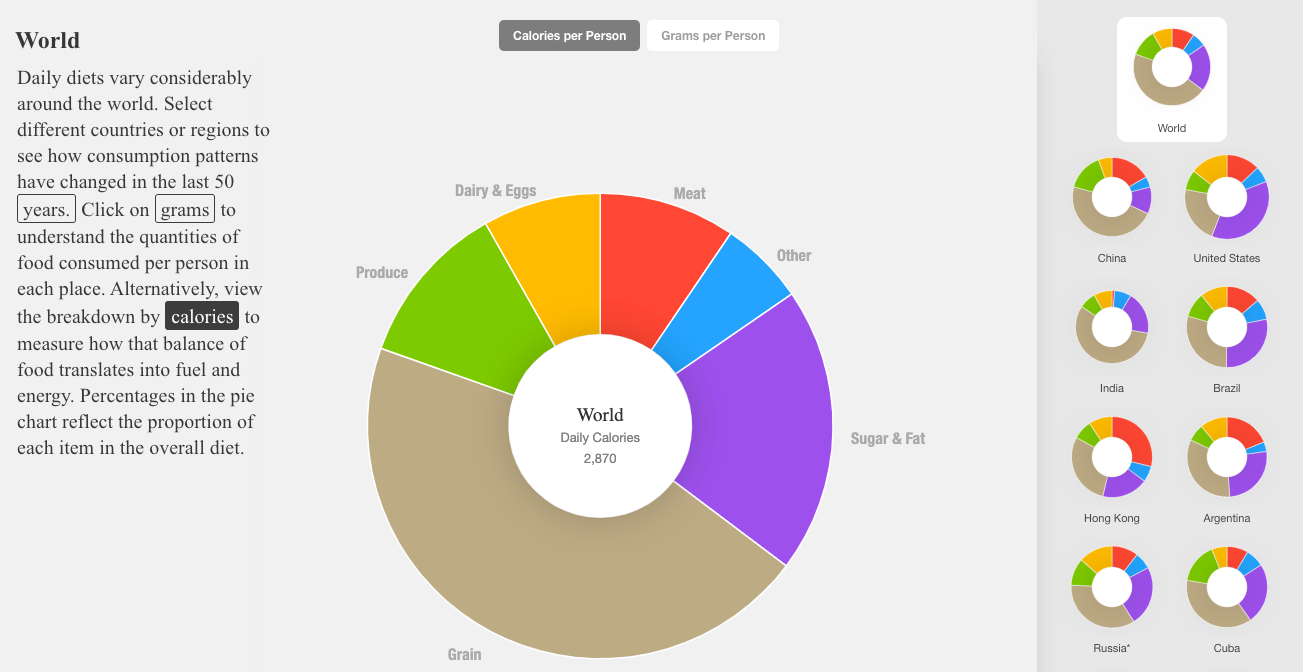 World
Daily diets vary considerably
around the world. Select
different countries or regions to
see how consumption patterns
have changed in the last 50
years. Click on grams to
understand the quantities of
food consumed per person in
each place. Alternatively, view
the breakdown by calories to
measure how that balance of
food translates into fuel and
energy. Percentages in the pie
chart reflect the proportion of
each item in the overall diet.
Calories per Person Grams per Person
Dairy & Eggs
Meat
Other
Produce
Sugar & Fat
Grain
World
Daily Calories
2,870
World
China United States
India Brazil
Hong Kong Argentina
Russia* Cuba